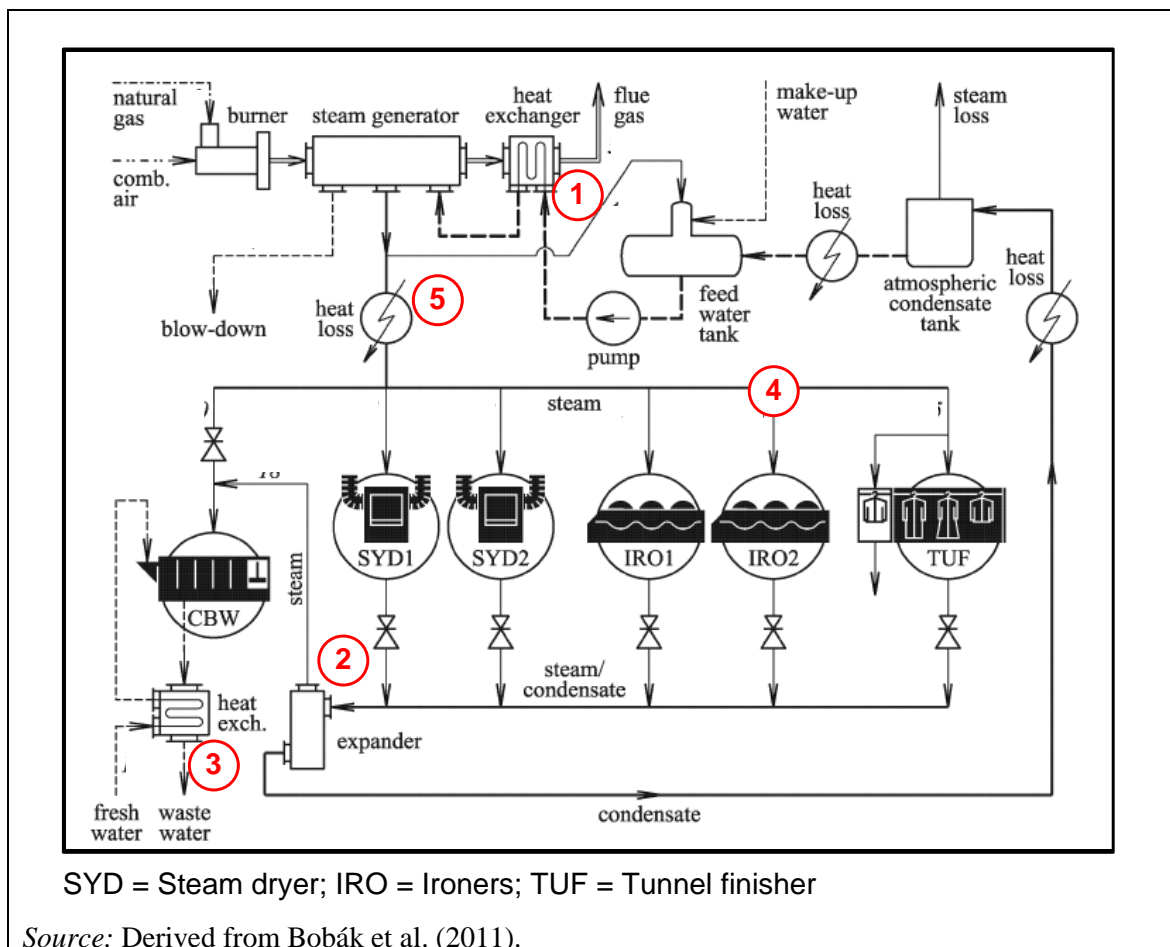 natural
gas
burner
steam generator
heat
exchanger
flue
gas
make-up
water
steam
loss
comb.
air
1
heat
loss
heat
loss
blow-down
heat
loss
5
pump
feed
water
tank
atmospheric
condensate
tank
steam
4
steam
CBW
SYD1
SYD2
IRO1
IRO2
TUF
2
steam/
condensate
heat
exch.
expander
3
fresh
water
waste
water
condensate
SYD = Steam dryer; IRO = Ironers; TUF = Tunnel finisher
Source: Derived from Bobák et al. (2011).